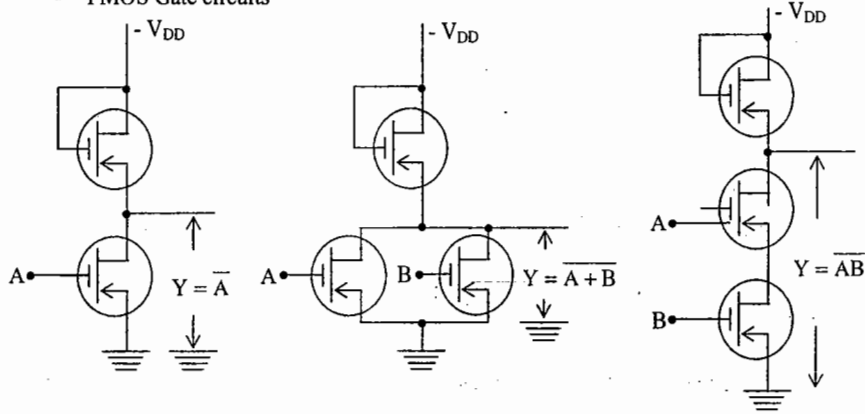 PMOS Gate circuits
- V_DD
- V_DD
- V_DD
A
Y = \overline{A}
A
B
Y = \overline{A + B}
A
B
Y = \overline{AB}